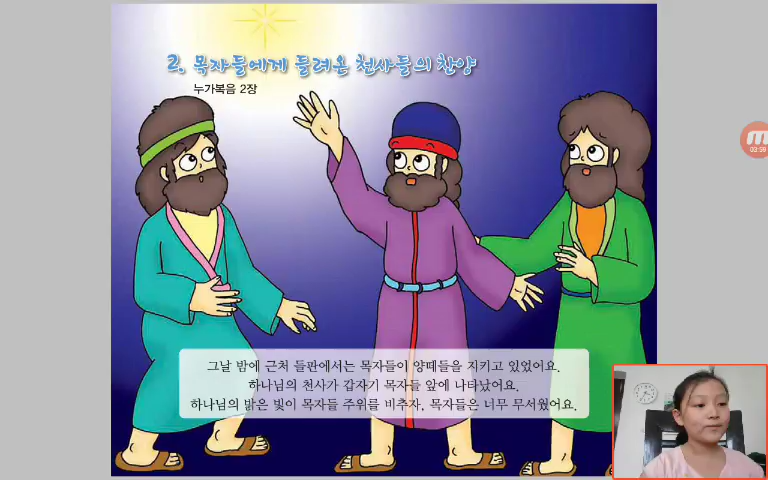 2. 목자들에게 들려온 천사들의 찬양
누가복음 2장
그날 밤에 근처 들판에서는 목자들이 양떼들을 지키고 있었어요.
하나님의 천사가 갑자기 목자들 앞에 나타났어요.
하나님의 밝은 빛이 목자들 주위를 비추자, 목자들은 너무 무서웠어요.
00:59